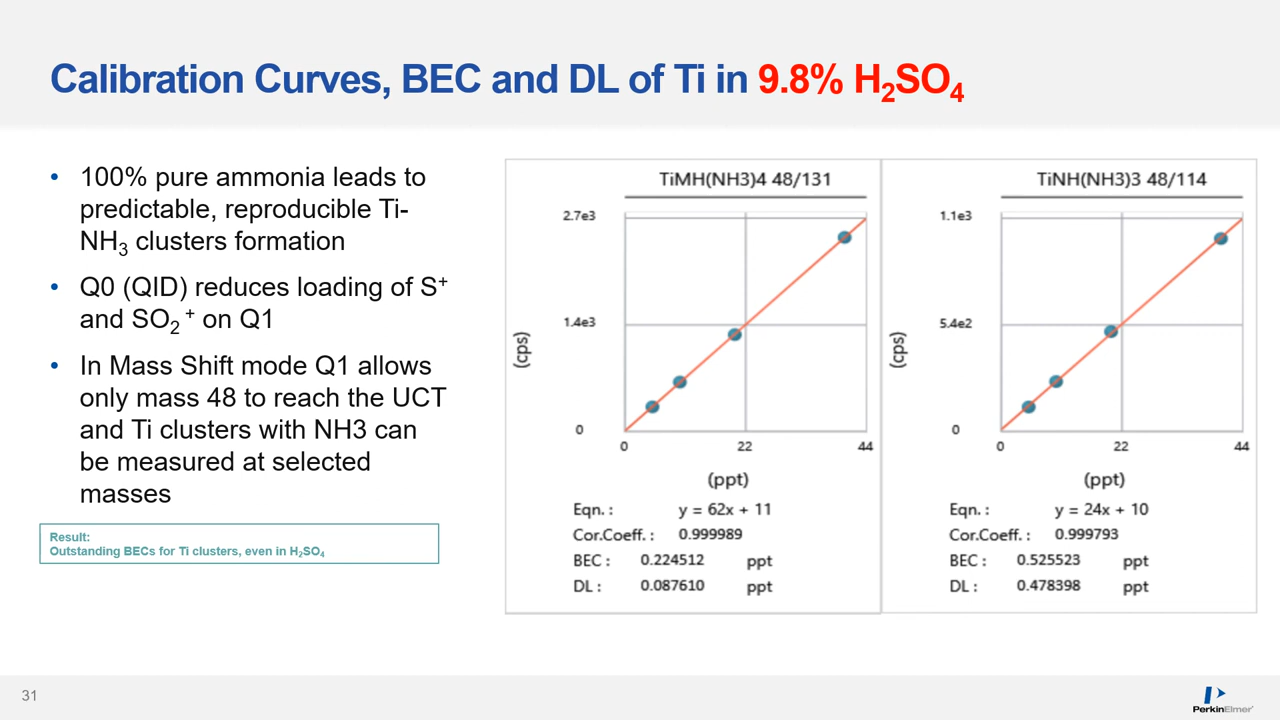 Calibration Curves, BEC and DL of Ti in 9.8% H₂SO₄
• 100% pure ammonia leads to
predictable, reproducible Ti-
NH₃ clusters formation
• Q0 (QID) reduces loading of S⁺
and SO₂ ⁺ on Q1
• In Mass Shift mode Q1 allows
only mass 48 to reach the UCT
and Ti clusters with NH3 can
be measured at selected
masses
Result:
Outstanding BECs for Ti clusters, even in H₂SO₄
TiMH(NH3)4 48/131
2.7e3
1.4e3
(cps)
0
0 22 44
(ppt)
Eqn. : y = 62x + 11
Cor.Coeff. : 0.999989
BEC : 0.224512 ppt
DL : 0.087610 ppt
TiNH(NH3)3 48/114
1.1e3
5.4e2
(cps)
0
0 22 44
(ppt)
Eqn. : y = 24x + 10
Cor.Coeff. : 0.999793
BEC : 0.525523 ppt
DL : 0.478398 ppt
31
PerkinElmer